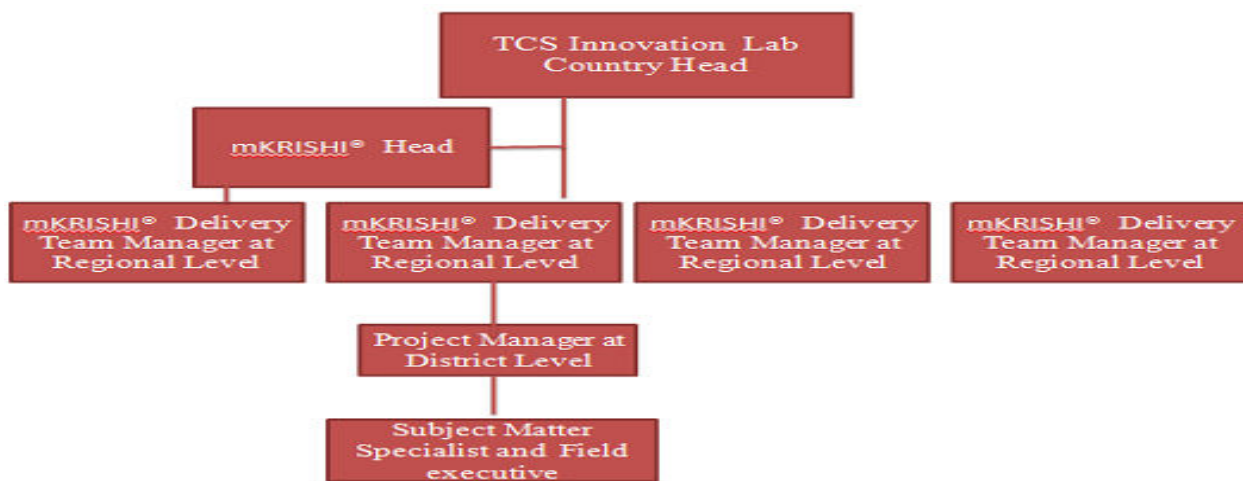 TCS Innovation Lab
Country Head
mKRISHI® Head
mKRISHI® Delivery
Team Manager at
Regional Level
mKRISHI® Delivery
Team Manager at
Regional Level
mKRISHI® Delivery
Team Manager at
Regional Level
mKRISHI® Delivery
Team Manager at
Regional Level
Project Manager at
District Level
Subject Matter
Specialist and Field
executive